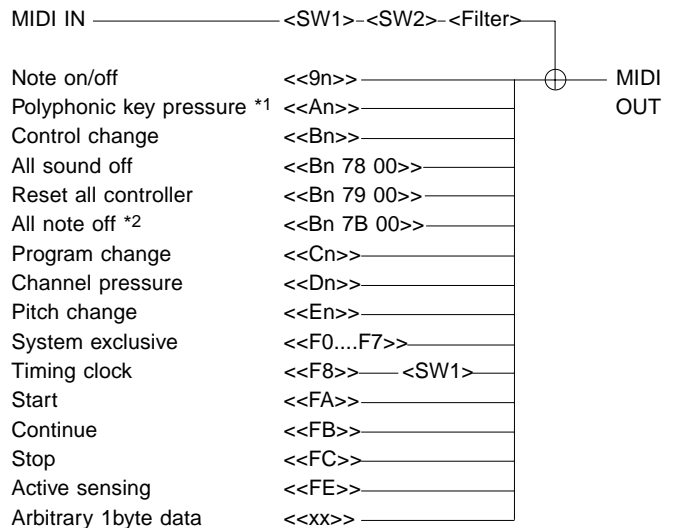 MIDI IN <SW1> <SW2> <Filter>
Note on/off <<9n>> MIDI
Polyphonic key pressure *1 <<An>> OUT
Control change <<Bn>>
All sound off <<Bn 78 00>>
Reset all controller <<Bn 79 00>>
All note off *2 <<Bn 7B 00>>
Program change <<Cn>>
Channel pressure <<Dn>>
Pitch change <<En>>
System exclusive <<F0....F7>>
Timing clock <<F8>> <SW1>
Start <<FA>>
Continue <<FB>>
Stop <<FC>>
Active sensing <<FE>>
Arbitrary 1byte data <<xx>>